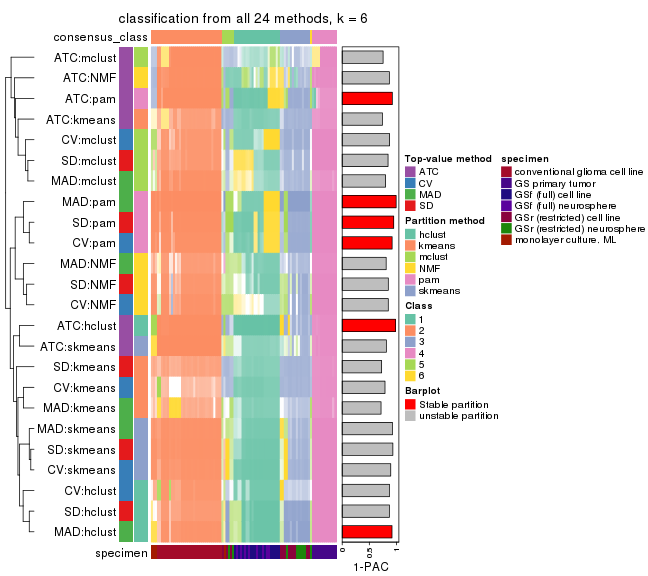 classification from all 24 methods, k = 6
consensus_class
ATC:mclust
ATC:NMF
ATC:pam
ATC:kmeans
CV:mclust
SD:mclust
MAD:mclust
MAD:pam
SD:pam
CV:pam
MAD:NMF
SD:NMF
CV:NMF
ATC:hclust
ATC:skmeans
SD:kmeans
CV:kmeans
MAD:kmeans
MAD:skmeans
SD:skmeans
CV:skmeans
CV:hclust
SD:hclust
MAD:hclust
specimen
0
0.5
1
1-PAC
Top-value method
ATC
CV
MAD
SD
Partition method
hclust
kmeans
mclust
NMF
pam
skmeans
Class
1
2
3
4
5
6
Barplot
Stable partition
unstable partition
specimen
conventional glioma cell line
GS primary tumor
GSf (full) cell line
GSf (full) neurosphere
GSr (restricted) cell line
GSr (restricted) neurosphere
monolayer culture. ML